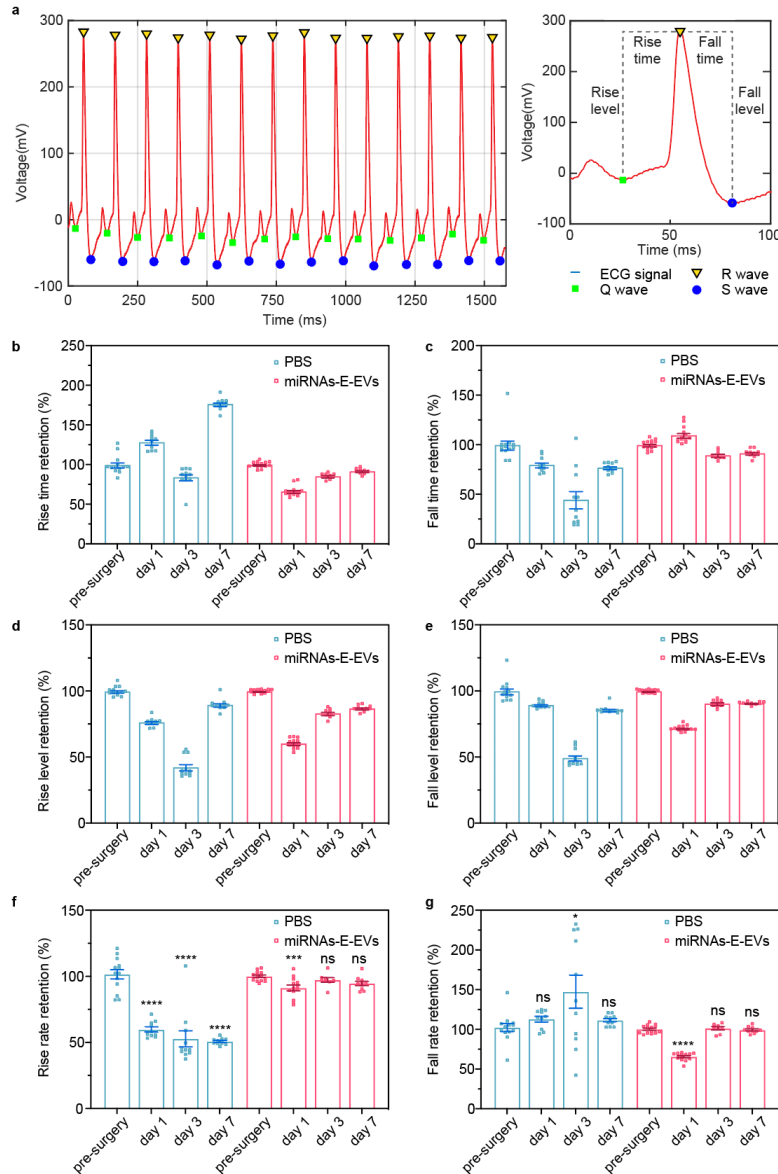 a
300
200
100
0
-100
Voltage(mV)
0
250
500
750
1000
1250
1500
Time (ms)
300
200
100
0
-100
Voltage(mV)
Rise time
Fall time
Rise level
Fall level
0
50
100
Time (ms)
ECG signal
R wave
Q wave
S wave
b
250
200
150
100
50
0
Rise time retention (%)
PBS
miRNAs-E-EVs
pre-surgery
day 1
day 3
day 7
pre-surgery
day 1
day 3
day 7
c
200
150
100
50
0
Fall time retention (%)
PBS
miRNAs-E-EVs
pre-surgery
day 1
day 3
day 7
pre-surgery
day 1
day 3
day 7
d
150
100
50
0
Rise level retention (%)
PBS
miRNAs-E-EVs
pre-surgery
day 1
day 3
day 7
pre-surgery
day 1
day 3
day 7
e
150
100
50
0
Fall level retention (%)
PBS
miRNAs-E-EVs
pre-surgery
day 1
day 3
day 7
pre-surgery
day 1
day 3
day 7
f
150
100
50
0
Rise rate retention (%)
PBS
miRNAs-E-EVs
****
****
****
***
ns
ns
pre-surgery
day 1
day 3
day 7
pre-surgery
day 1
day 3
day 7
g
250
200
150
100
50
0
Fall rate retention (%)
PBS
miRNAs-E-EVs
ns
*
ns
****
ns
ns
pre-surgery
day 1
day 3
day 7
pre-surgery
day 1
day 3
day 7